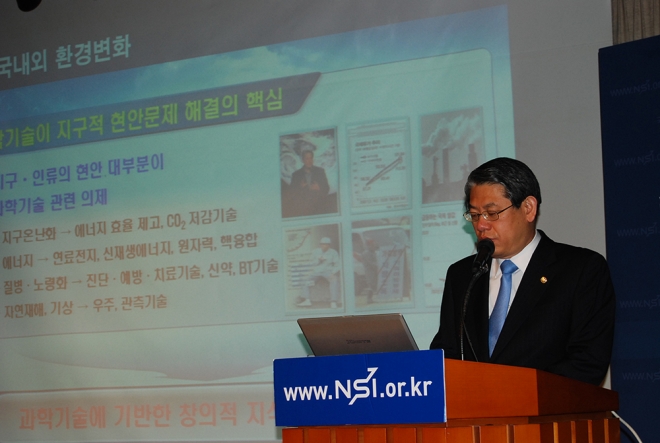 국내외 환경변화
학기술이 지구적 현안문제 해결의 핵심
지구·인류의 현안 대부분이
과학기술 관련 의제
지구온난화 → 에너지 효율 제고, CO₂ 저감기술
에너지 → 연료전지, 신재생에너지, 원자력, 핵융합
질병·노령화 → 진단·예방·치료기술, 신약, BT기술
자연재해, 기상 → 우주, 관측기술
과학기술에 기반한 창의적 지식
www.NSI.or.kr